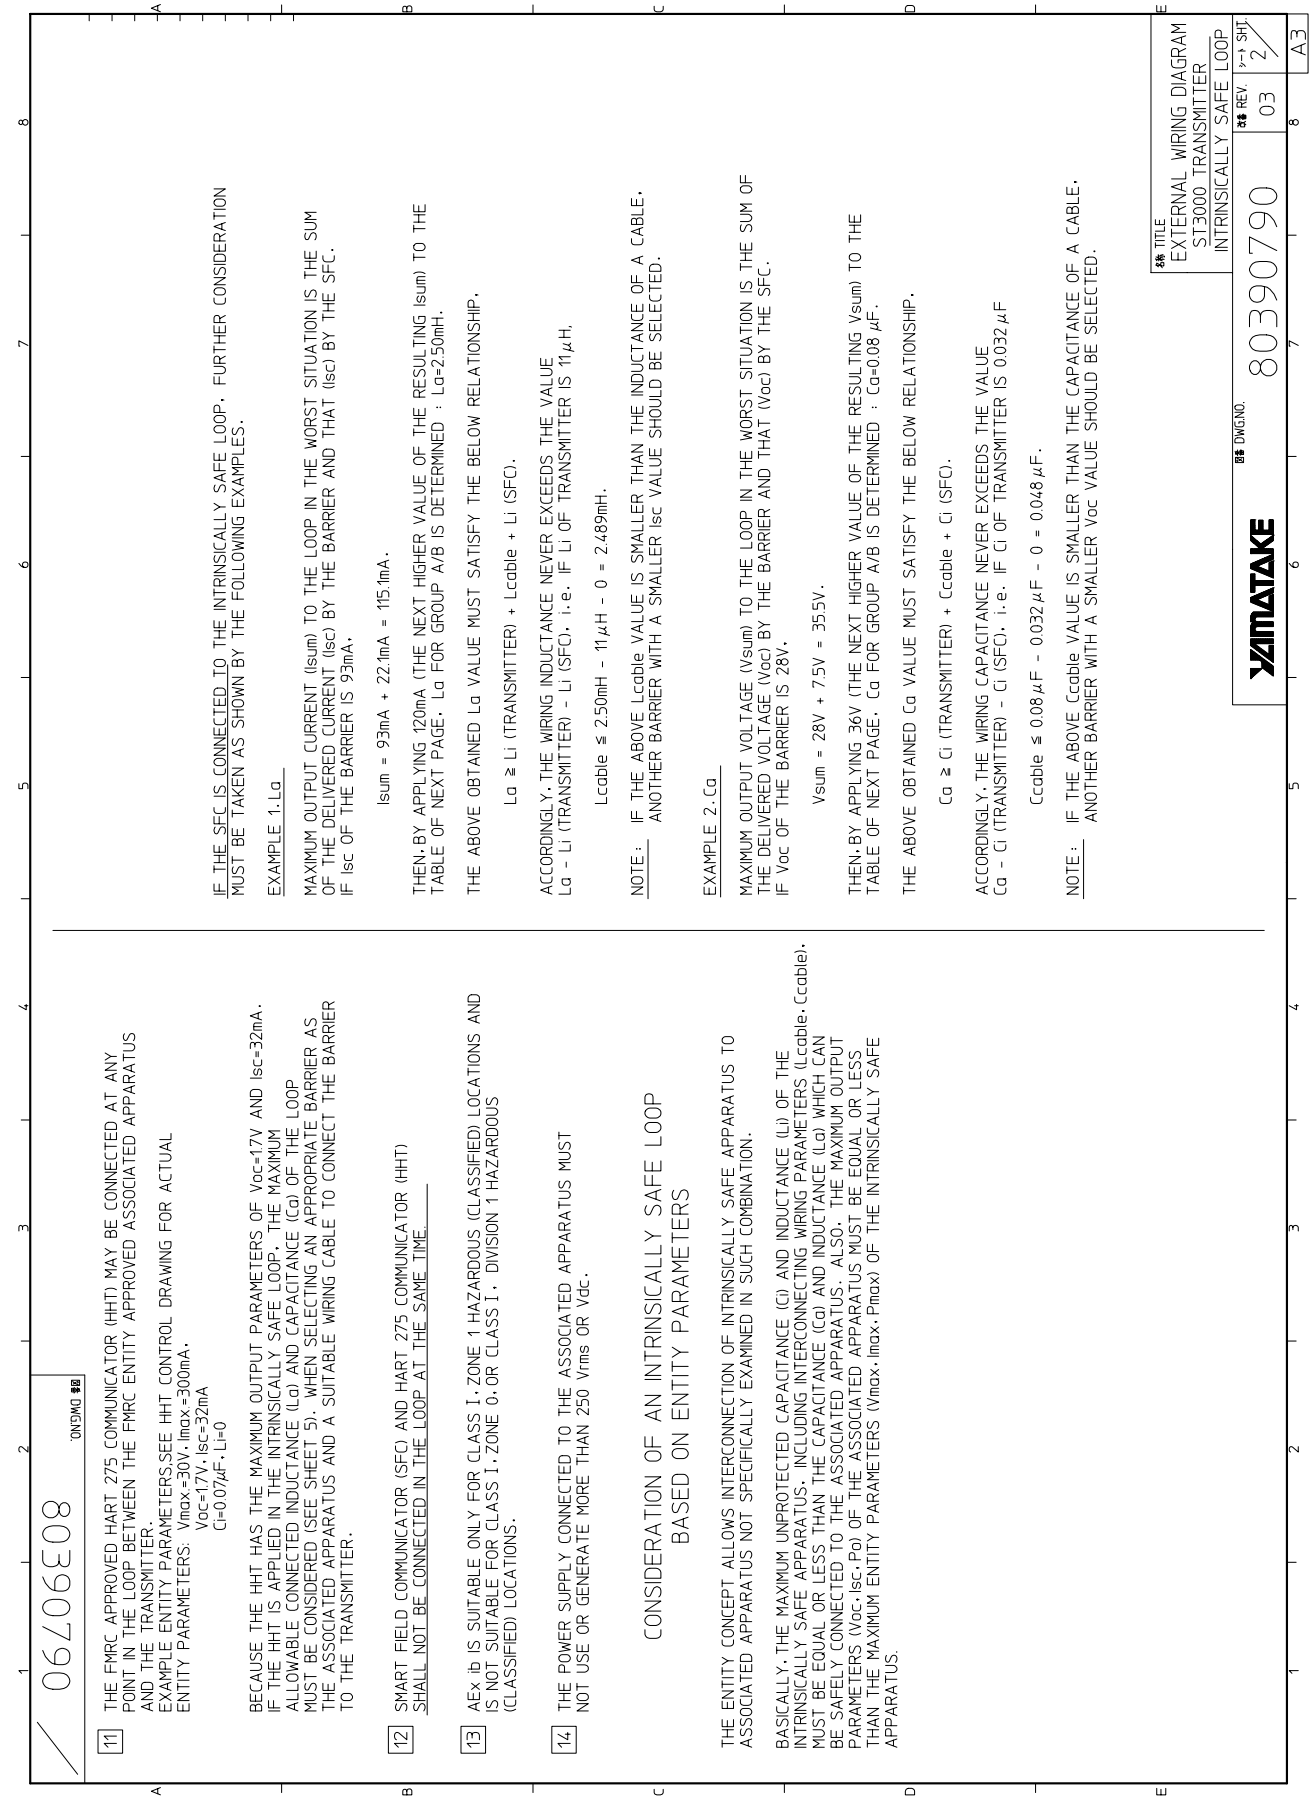 80390790
図番 DWG.NO.
11 THE FMRC APPROVED HART 275 COMMUNICATOR (HHT) MAY BE CONNECTED AT ANY
POINT IN THE LOOP BETWEEN THE FMRC ENTITY APPROVED ASSOCIATED APPARATUS
AND THE TRANSMITTER.
EXAMPLE ENTITY PARAMETERS,SEE HHT CONTROL DRAWING FOR ACTUAL
ENTITY PARAMETERS: Vmax.=30V, Imax.=300mA,
Voc=1.7V, Isc=32mA
Ci=0.07μF, Li=0
BECAUSE THE HHT HAS THE MAXIMUM OUTPUT PARAMETERS OF Voc=1.7V AND Isc=32mA,
IF THE HHT IS APPLIED IN THE INTRINSICALLY SAFE LOOP, THE MAXIMUM
ALLOWABLE CONNECTED INDUCTANCE (La) AND CAPACITANCE (Ca) OF THE LOOP
MUST BE CONSIDERED (SEE SHEET 5), WHEN SELECTING AN APPROPRIATE BARRIER AS
THE ASSOCIATED APPARATUS AND A SUITABLE WIRING CABLE TO CONNECT THE BARRIER
TO THE TRANSMITTER.
12 SMART FIELD COMMUNICATOR (SFC) AND HART 275 COMMUNICATOR (HHT)
SHALL NOT BE CONNECTED IN THE LOOP AT THE SAME TIME.
13 AEx ib IS SUITABLE ONLY FOR CLASS I, ZONE 1 HAZARDOUS (CLASSIFIED) LOCATIONS AND
IS NOT SUITABLE FOR CLASS I, ZONE 0, OR CLASS I, DIVISION 1 HAZARDOUS
(CLASSIFIED) LOCATIONS.
14 THE POWER SUPPLY CONNECTED TO THE ASSOCIATED APPARATUS MUST
NOT USE OR GENERATE MORE THAN 250 Vrms OR Vdc.
CONSIDERATION OF AN INTRINSICALLY SAFE LOOP
BASED ON ENTITY PARAMETERS
THE ENTITY CONCEPT ALLOWS INTERCONNECTION OF INTRINSICALLY SAFE APPARATUS TO
ASSOCIATED APPARATUS NOT SPECIFICALLY EXAMINED IN SUCH COMBINATION.
BASICALLY, THE MAXIMUM UNPROTECTED CAPACITANCE (Ci) AND INDUCTANCE (Li) OF THE
INTRINSICALLY SAFE APPARATUS, INCLUDING INTERCONNECTING WIRING PARAMETERS (Lcable, Ccable),
MUST BE EQUAL OR LESS THAN THE CAPACITANCE (Ca) AND INDUCTANCE (La) WHICH CAN
BE SAFELY CONNECTED TO THE ASSOCIATED APPARATUS. ALSO, THE MAXIMUM OUTPUT
PARAMETERS (Voc, Isc, Po) OF THE ASSOCIATED APPARATUS MUST BE EQUAL OR LESS
THAN THE MAXIMUM ENTITY PARAMETERS (Vmax, Imax, Pmax) OF THE INTRINSICALLY SAFE
APPARATUS.
IF THE SFC IS CONNECTED TO THE INTRINSICALLY SAFE LOOP, FURTHER CONSIDERATION
MUST BE TAKEN AS SHOWN BY THE FOLLOWING EXAMPLES.
EXAMPLE 1. La
MAXIMUM OUTPUT CURRENT (Isum) TO THE LOOP IN THE WORST SITUATION IS THE SUM
OF THE DELIVERED CURRENT (Isc) BY THE BARRIER AND THAT (Isc) BY THE SFC.
IF Isc OF THE BARRIER IS 93mA,
Isum = 93mA + 22.1mA = 115.1mA.
THEN, BY APPLYING 120mA (THE NEXT HIGHER VALUE OF THE RESULTING Isum) TO THE
TABLE OF NEXT PAGE, La FOR GROUP A/B IS DETERMINED : La=2.50mH.
THE ABOVE OBTAINED La VALUE MUST SATISFY THE BELOW RELATIONSHIP,
La ≧ Li (TRANSMITTER) + Lcable + Li (SFC).
ACCORDINGLY, THE WIRING INDUCTANCE NEVER EXCEEDS THE VALUE
La - Li (TRANSMITTER) - Li (SFC), i.e. IF Li OF TRANSMITTER IS 11μH,
Lcable ≦ 2.50mH - 11μH - 0 = 2.489mH.
NOTE : IF THE ABOVE Lcable VALUE IS SMALLER THAN THE INDUCTANCE OF A CABLE,
ANOTHER BARRIER WITH A SMALLER Isc VALUE SHOULD BE SELECTED.
EXAMPLE 2. Ca
MAXIMUM OUTPUT VOLTAGE (Vsum) TO THE LOOP IN THE WORST SITUATION IS THE SUM OF
THE DELIVERED VOLTAGE (Voc) BY THE BARRIER AND THAT (Voc) BY THE SFC.
IF Voc OF THE BARRIER IS 28V,
Vsum = 28V + 7.5V = 35.5V.
THEN, BY APPLYING 36V (THE NEXT HIGHER VALUE OF THE RESULTING Vsum) TO THE
TABLE OF NEXT PAGE, Ca FOR GROUP A/B IS DETERMINED : Ca=0.08 μF.
THE ABOVE OBTAINED Ca VALUE MUST SATISFY THE BELOW RELATIONSHIP,
Ca ≧ Ci (TRANSMITTER) + Ccable + Ci (SFC).
ACCORDINGLY, THE WIRING CAPACITANCE NEVER EXCEEDS THE VALUE
Ca - Ci (TRANSMITTER) - Ci (SFC), i.e. IF Ci OF TRANSMITTER IS 0.032 μF
Ccable ≦ 0.08μF - 0.032μF - 0 = 0.048μF.
NOTE : IF THE ABOVE Ccable VALUE IS SMALLER THAN THE CAPACITANCE OF A CABLE,
ANOTHER BARRIER WITH A SMALLER Voc VALUE SHOULD BE SELECTED.
名称 TITLE
EXTERNAL WIRING DIAGRAM
ST3000 TRANSMITTER
INTRINSICALLY SAFE LOOP
YAMATAKE
図番 DWG.NO.
80390790
改番 REV.
03
シート SHT.
2/
A3
1 2 3 4 5 6 7 8
1 2 3 4 5 6 7 8
A B C D E
A B C D E